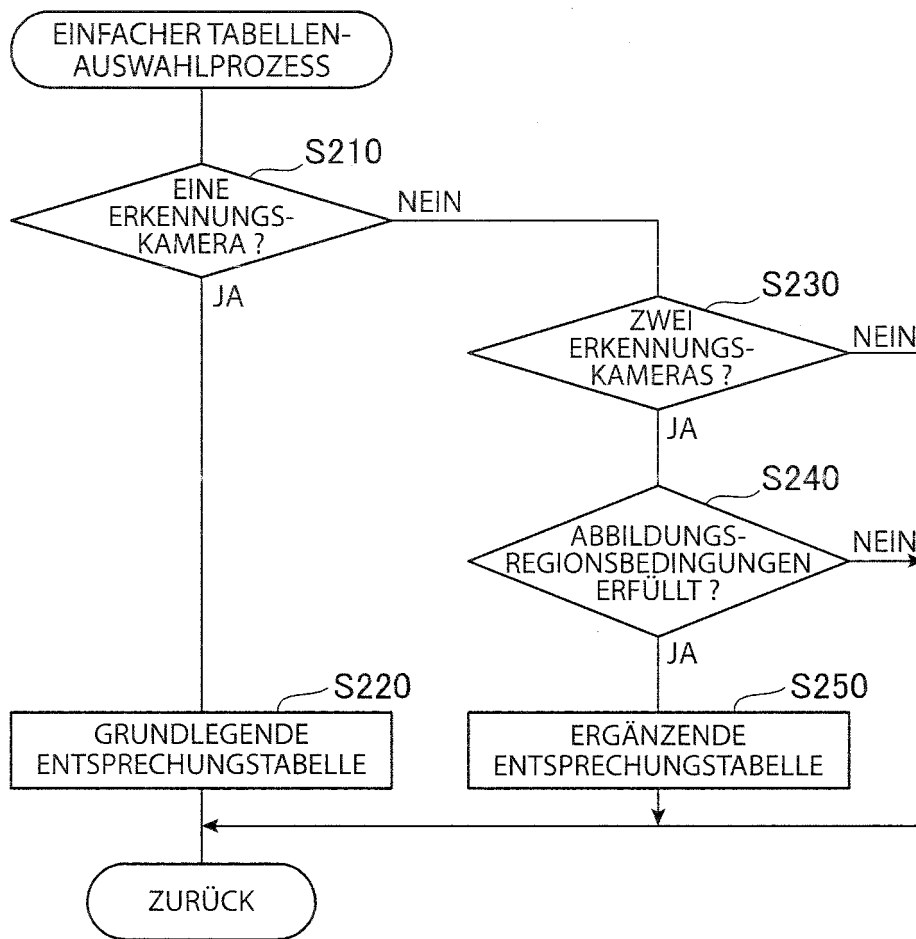 EINFACHER TABELLEN-
AUSWAHLPROZESS
S210
EINE
ERKENNUNGS-
KAMERA ?
NEIN
JA
S230
ZWEI
ERKENNUNGS-
KAMERAS ?
NEIN
JA
S240
ABBILDUNGS-
REGIONSBEDINGUNGEN
ERFÜLLT ?
NEIN
JA
S220
GRUNDLEGENDE
ENTSPRECHUNGSTABELLE
S250
ERGÄNZENDE
ENTSPRECHUNGSTABELLE
ZURÜCK